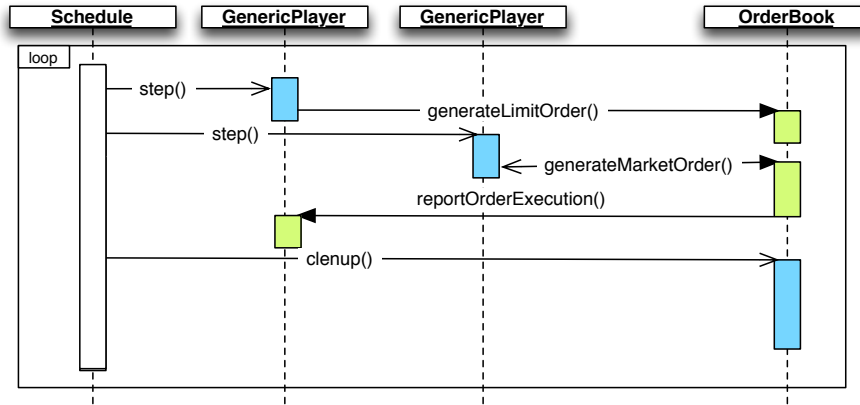 Schedule
GenericPlayer
GenericPlayer
OrderBook
loop
step()
generateLimitOrder()
step()
generateMarketOrder()
reportOrderExecution()
clenup()